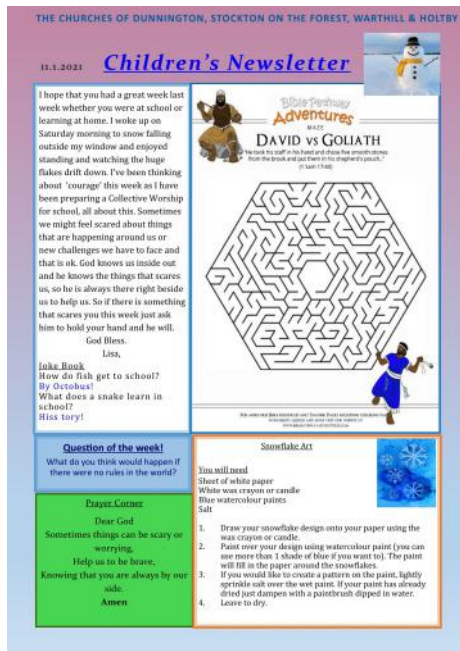 THE CHURCHES OF DUNNINGTON, STOCKTON ON THE FOREST, WARTHILL & HOLTBY
11.1.2021
Children's Newsletter
I hope that you had a great week last
week whether you were at school or
learning at home. I woke up on
Saturday morning to snow falling
outside my window and enjoyed
standing and watching the huge
flakes drift down. I've been thinking
about 'courage' this week as I have
been preparing a Collective Worship
for school, all about this. Sometimes
we might feel scared about things
that are happening around us or
new challenges we have to face and
that is ok. God knows us inside out
and he knows the things that scares
us, so he is always there right beside
us to help us. So if there is something
that scares you this week just ask
him to hold your hand and he will.
God Bless.
Lisa,
Joke Book
How do fish get to school?
By Octobus!
What does a snake learn in
school?
Hiss tory!
Bible Pathway
Adventures
MAZE
DAVID VS GOLIATH
"He took his staff in his hand and chose five smooth stones
from the brook and put them in his shepherd's pouch..."
(1 Sam 17:40)
Question of the week!
What do you think would happen if
there were no rules in the world?
Prayer Corner
Dear God
Sometimes things can be scary or
worrying,
Help us to be brave,
Knowing that you are always by our
side.
Amen
Snowflake Art
You will need
Sheet of white paper
White wax crayon or candle
Blue watercolour paints
Salt
1. Draw your snowflake design onto your paper using the
wax crayon or candle.
2. Paint over your design using watercolour paint (you can
use more than 1 shade of blue if you want to). The paint
will fill in the paper around the snowflakes.
3. If you would like to create a pattern on the paint, lightly
sprinkle salt over the wet paint. If your paint has already
dried just dampen with a paintbrush dipped in water.
4. Leave to dry.